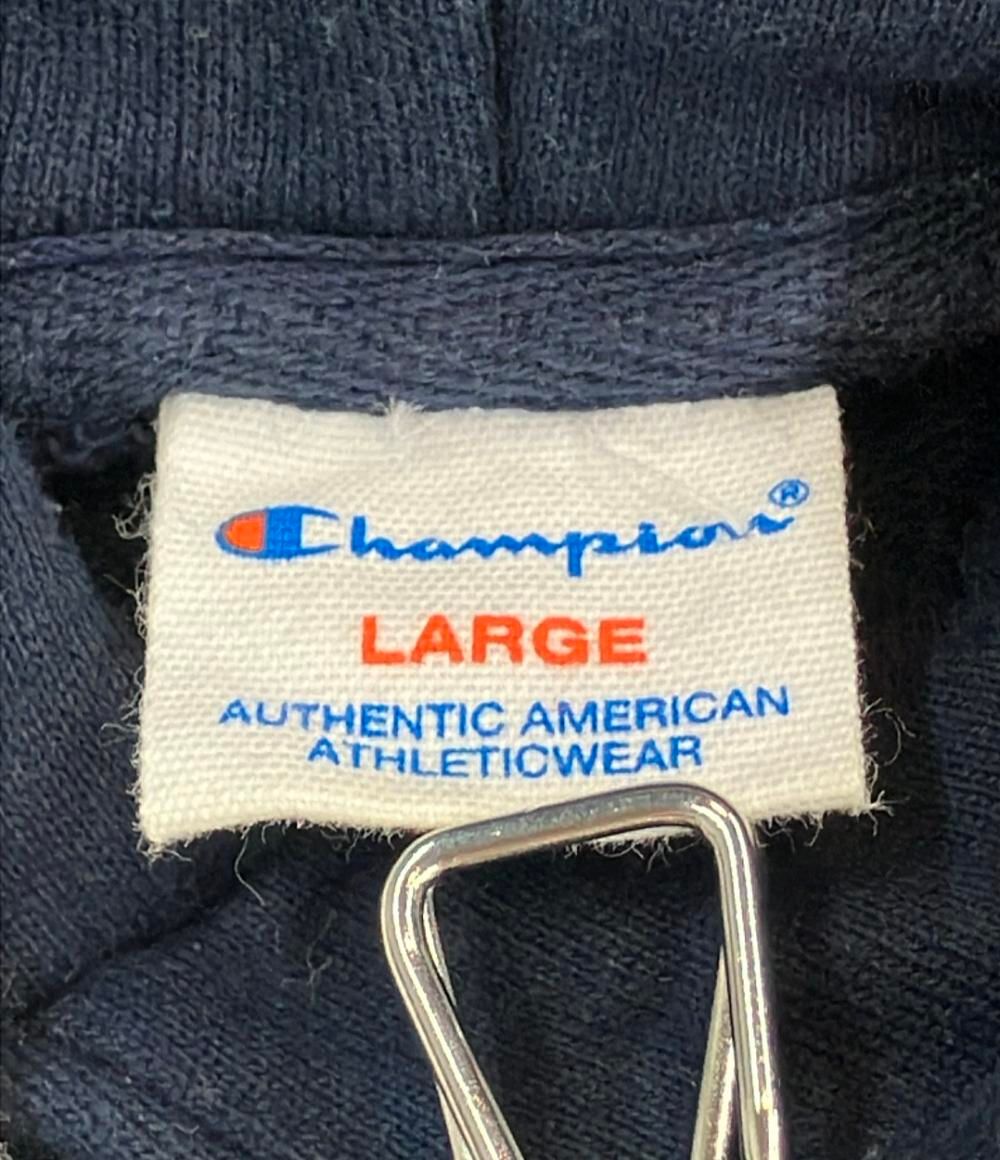 Champion®
LARGE
AUTHENTIC AMERICAN
ATHLETICWEAR